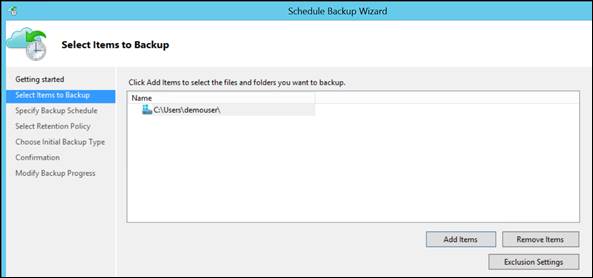 Schedule Backup Wizard
Select Items to Backup
Getting started
Select Items to Backup
Specify Backup Schedule
Select Retention Policy
Choose Initial Backup Type
Confirmation
Modify Backup Progress
Click Add Items to select the files and folders you want to backup.
Name
C:\Users\demouser\
Add Items
Remove Items
Exclusion Settings